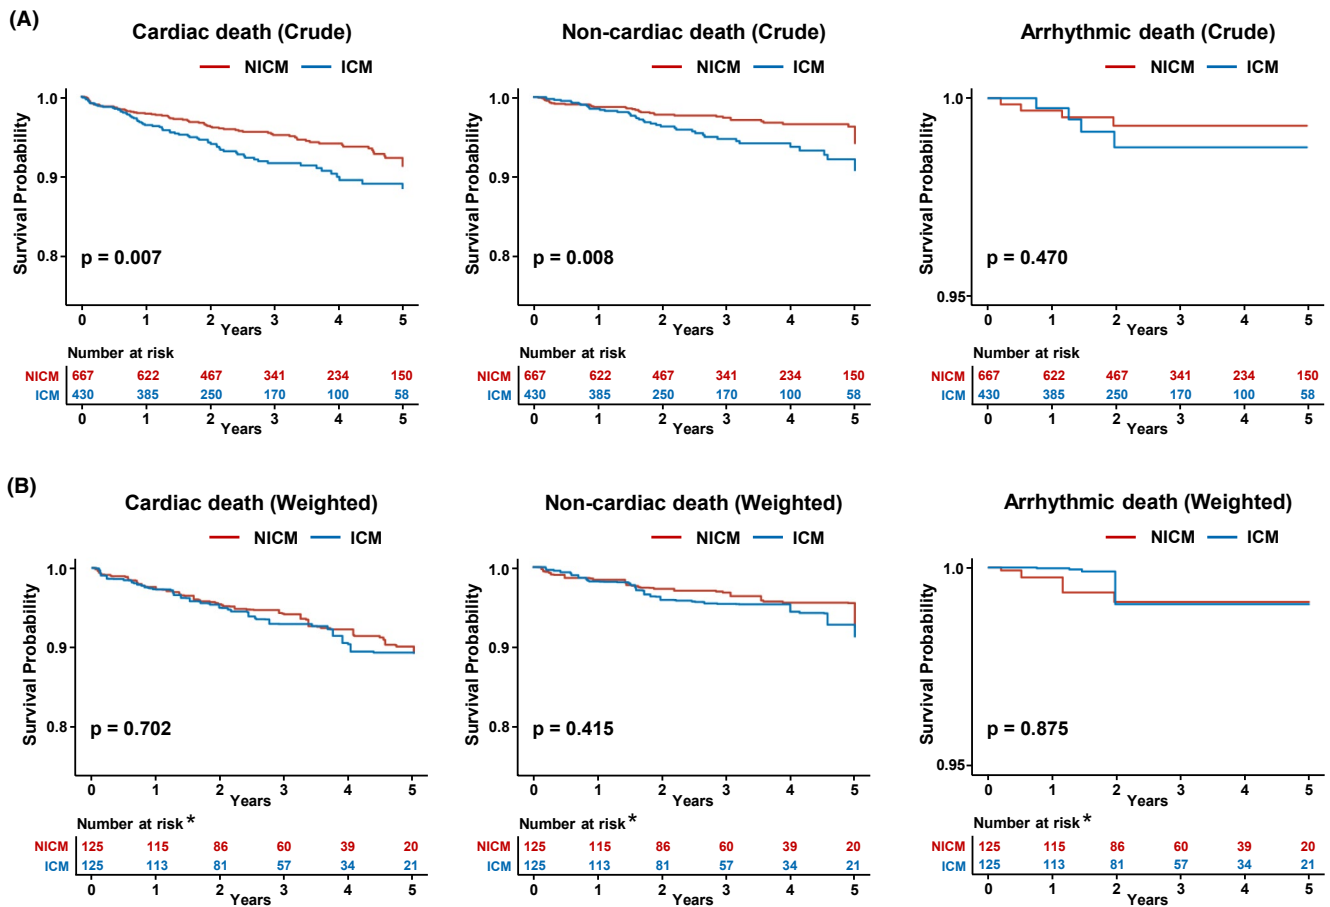 (A)
Cardiac death (Crude)
NICM ICM
Survival Probability
1.0
0.9
0.8
p = 0.007
0 1 2 3 4 5
Years
Number at risk
NICM 667 622 467 341 234 150
ICM 430 385 250 170 100 58
0 1 2 3 4 5
Years
Non-cardiac death (Crude)
NICM ICM
Survival Probability
1.0
0.9
0.8
p = 0.008
0 1 2 3 4 5
Years
Number at risk
NICM 667 622 467 341 234 150
ICM 430 385 250 170 100 58
0 1 2 3 4 5
Years
Arrhythmic death (Crude)
NICM ICM
Survival Probability
1.0
0.95
p = 0.470
0 1 2 3 4 5
Years
Number at risk
NICM 667 622 467 341 234 150
ICM 430 385 250 170 100 58
0 1 2 3 4 5
Years
(B)
Cardiac death (Weighted)
NICM ICM
Survival Probability
1.0
0.9
0.8
p = 0.702
0 1 2 3 4 5
Years
Number at risk*
NICM 125 115 86 60 39 20
ICM 125 113 81 57 34 21
0 1 2 3 4 5
Years
Non-cardiac death (Weighted)
NICM ICM
Survival Probability
1.0
0.9
0.8
p = 0.415
0 1 2 3 4 5
Years
Number at risk*
NICM 125 115 86 60 39 20
ICM 125 113 81 57 34 21
0 1 2 3 4 5
Years
Arrhythmic death (Weighted)
NICM ICM
Survival Probability
1.0
0.95
p = 0.875
0 1 2 3 4 5
Years
Number at risk*
NICM 125 115 86 60 39 20
ICM 125 113 81 57 34 21
0 1 2 3 4 5
Years